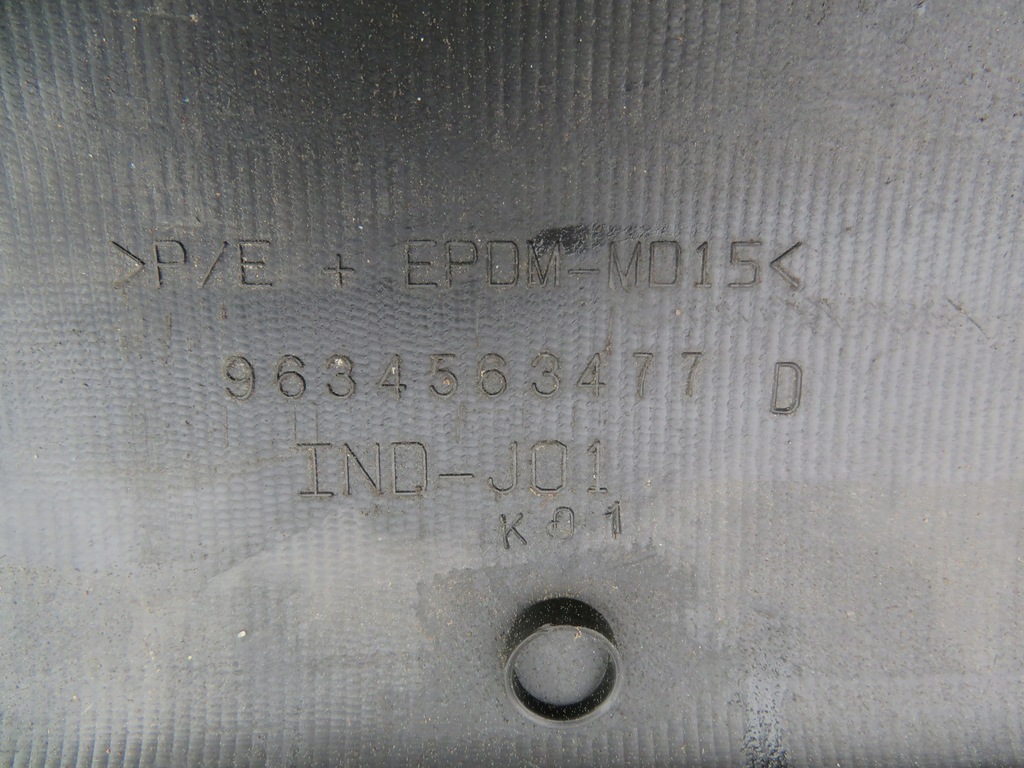 >P/E + EPDM-MD15<
9634563477 D
IND-J01
K01